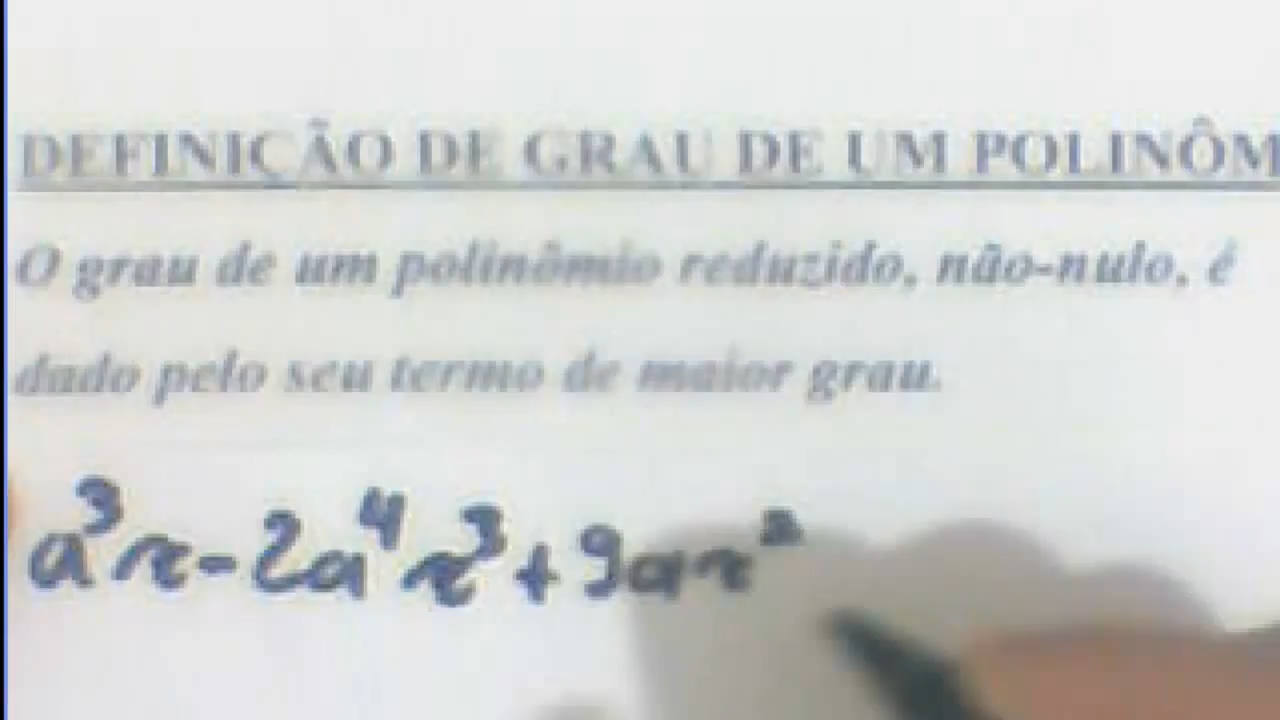 DEFINIÇÃO DE GRAU DE UM POLINÔM
O grau de um polinômio reduzido, não-nulo, é
dado pelo seu termo de maior grau.
a³x-2a⁴x³+9ax²